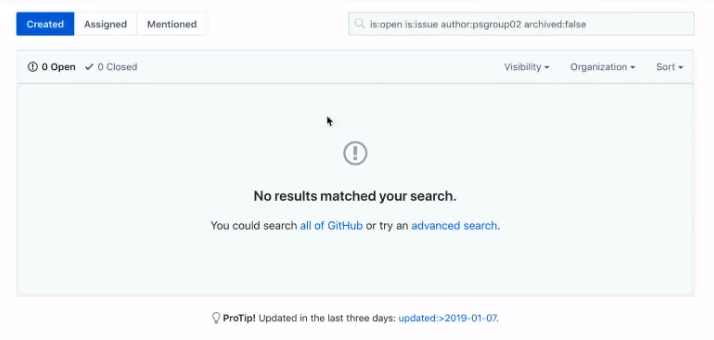 Created Assigned Mentioned is:open is:issue author:psgroup02 archived:false
0 Open 0 Closed Visibility Organization Sort
No results matched your search.
You could search all of GitHub or try an advanced search.
ProTip! Updated in the last three days: updated:>2019-01-07.